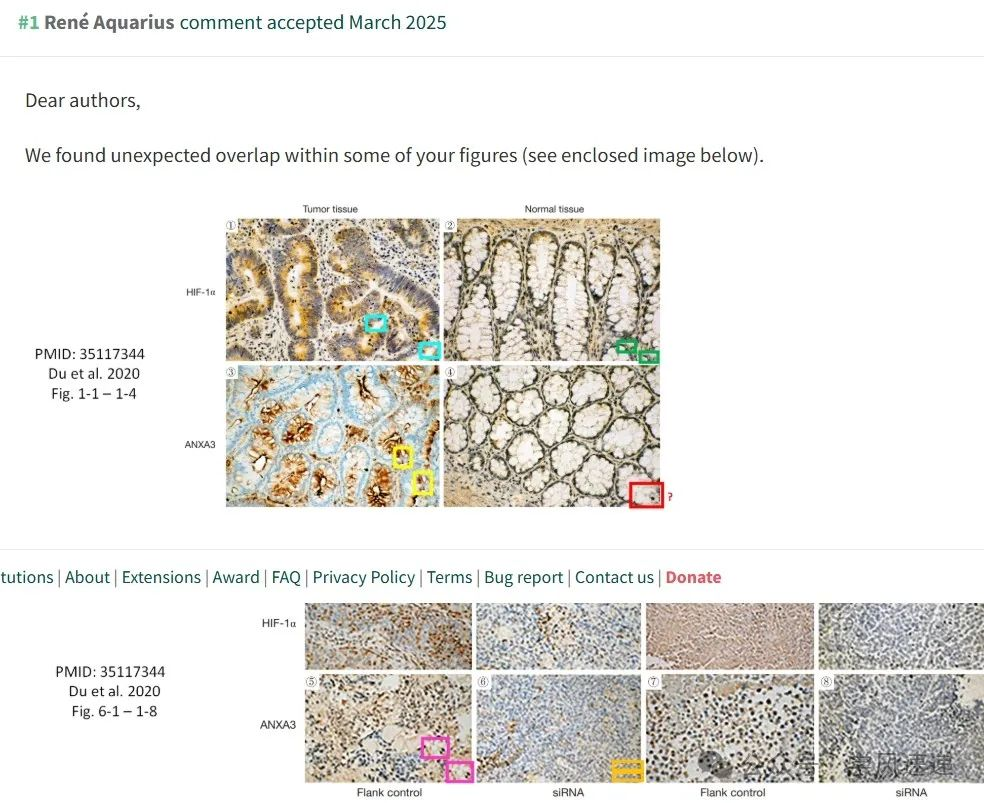 #1 René Aquarius comment accepted March 2025
Dear authors,
We found unexpected overlap within some of your figures (see enclosed image below).
Tumor tissue
Normal tissue
①
②
HIF-1α
PMID: 35117344
Du et al. 2020
Fig. 1-1 – 1-4
③
④
ANXA3
?
tutions | About | Extensions | Award | FAQ | Privacy Policy | Terms | Bug report | Contact us | Donate
HIF-1α
PMID: 35117344
Du et al. 2020
Fig. 6-1 – 1-8
⑤
⑥
⑦
⑧
ANXA3
Flank control
siRNA
Flank control
siRNA